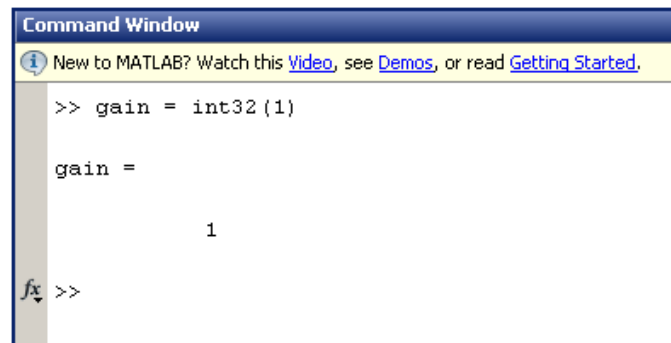 Command Window
New to MATLAB? Watch this Video, see Demos, or read Getting Started.
>> gain = int32(1)
gain =
1
fx >>